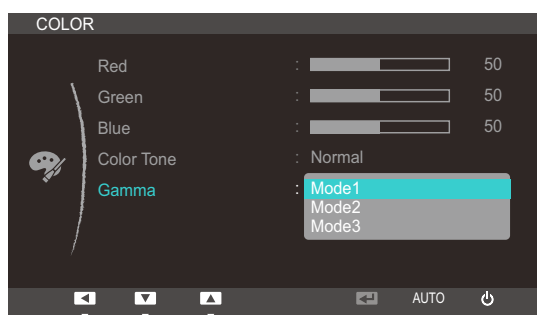 COLOR
Red : 50
Green : 50
Blue : 50
Color Tone : Normal
Gamma : Mode1
Mode2
Mode3
AUTO